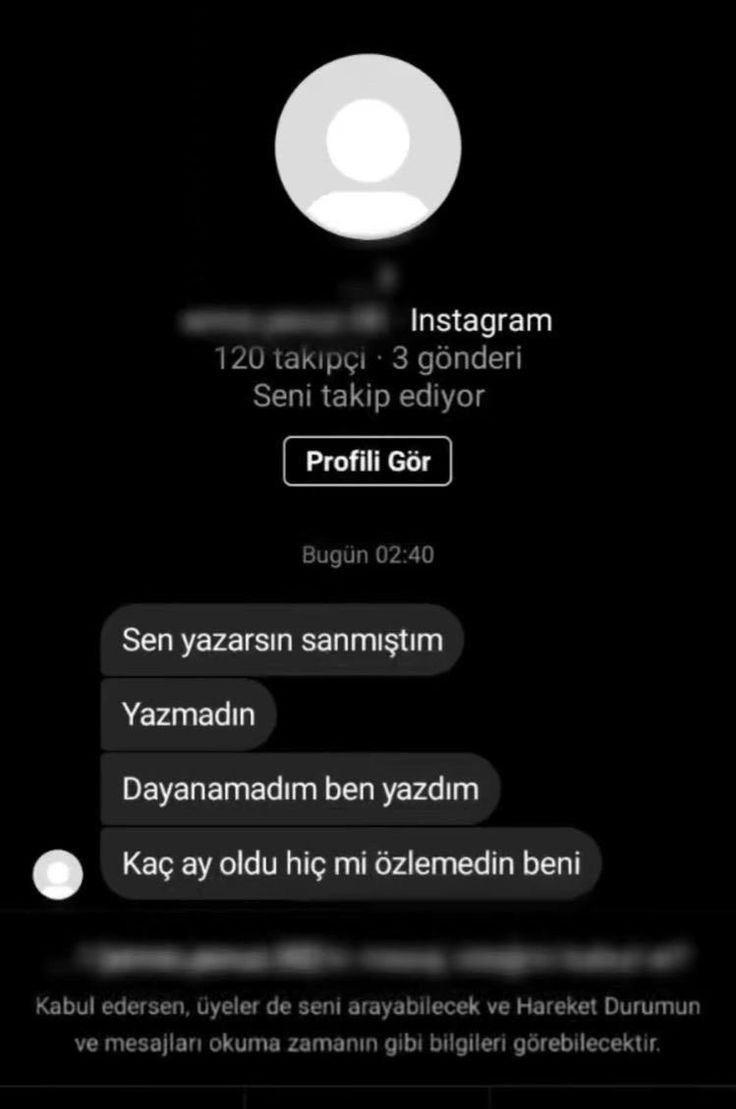 Instagram
120 takipçi · 3 gönderi
Seni takip ediyor
Profili Gör
Bugün 02:40
Sen yazarsın sanmıştım
Yazmadın
Dayanamadım ben yazdım
Kaç ay oldu hiç mi özlemedin beni
Kabul edersen, üyeler de seni arayabilecek ve Hareket Durumun
ve mesajları okuma zamanın gibi bilgileri görebilecektir.